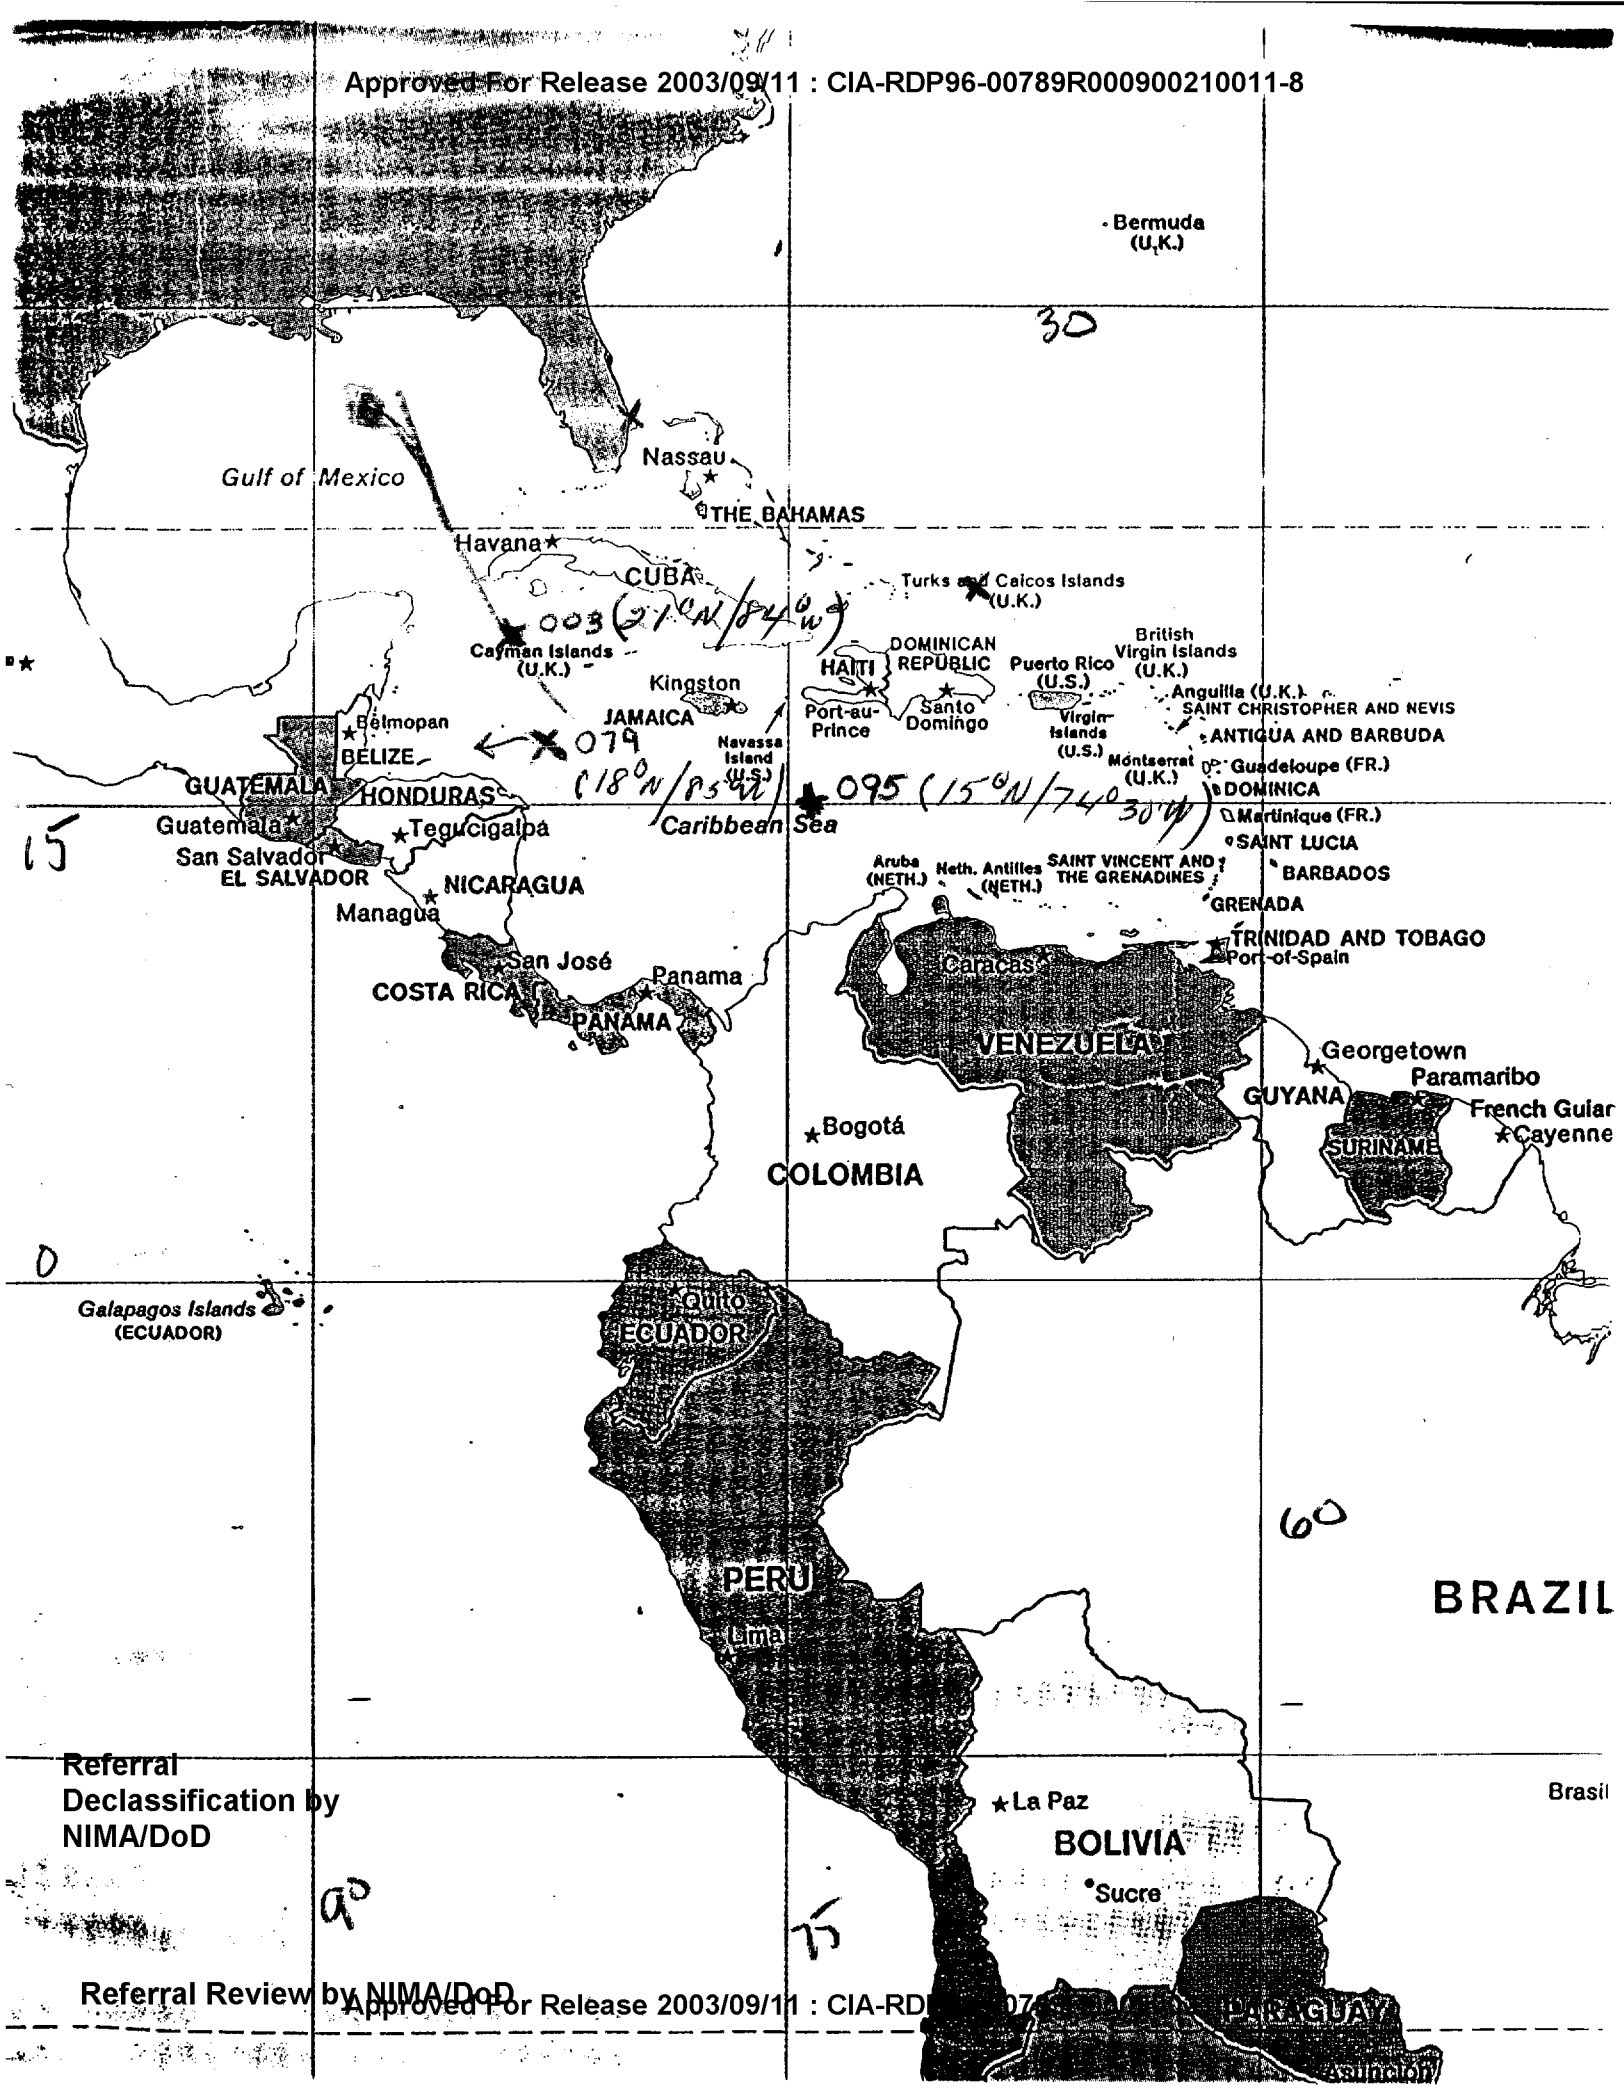 Approved For Release 2003/09/11 : CIA-RDP96-00789R000900210011-8
Bermuda
(U.K.)
30
Gulf of Mexico
Nassau
THE BAHAMAS
Havana
CUBA
Turks and Caicos Islands
(U.K.)
003 (21°N/84°W)
Cayman Islands
(U.K.)
HAITI
DOMINICAN
REPUBLIC
Puerto Rico
(U.S.)
British
Virgin Islands
(U.K.)
Kingston
JAMAICA
Port-au-
Prince
Santo
Domingo
Virgin
Islands
(U.S.)
Anguilla (U.K.)
SAINT CHRISTOPHER AND NEVIS
ANTIGUA AND BARBUDA
Navassa
Island
(U.S.)
Montserrat
(U.K.)
Guadeloupe (FR.)
DOMINICA
Martinique (FR.)
SAINT LUCIA
BARBADOS
Belmopan
BELIZE
079
(18°N/83°W)
095 (15°N/74°30'W)
Caribbean Sea
GUATEMALA
HONDURAS
Guatemala
Tegucigalpa
15
San Salvador
EL SALVADOR
NICARAGUA
Managua
Aruba
(NETH.)
Neth. Antilles
(NETH.)
SAINT VINCENT AND
THE GRENADINES
GRENADA
TRINIDAD AND TOBAGO
Port-of-Spain
San José
COSTA RICA
Panama
PANAMA
Caracas
VENEZUELA
Georgetown
GUYANA
Paramaribo
SURINAME
French Guiar
Cayenne
Bogotá
COLOMBIA
0
Galapagos Islands
(ECUADOR)
Quito
ECUADOR
60
PERU
Lima
BRAZIL
Referral
Declassification by
NIMA/DoD
La Paz
BOLIVIA
Sucre
Brasil
90
75
Referral Review by NIMA/DoD
Approved For Release 2003/09/11 : CIA-RD
PARAGUAY
Asunción